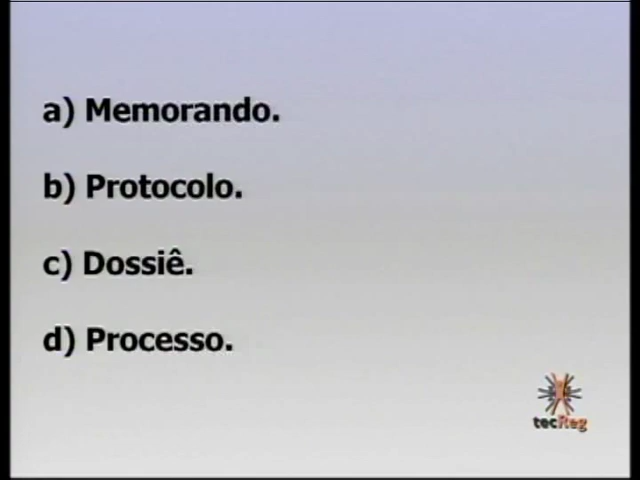 a) Memorando.
b) Protocolo.
c) Dossiê.
d) Processo.
tecReg